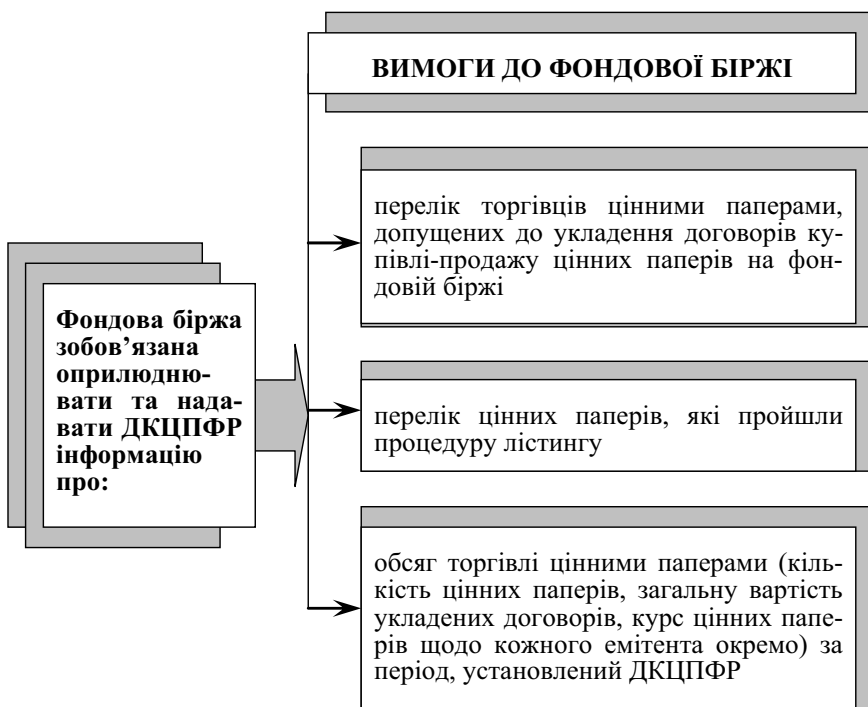 ВИМОГИ ДО ФОНДОВОЇ БІРЖІ
Фондова біржа
зобов’язана
оприлюдню-
вати та нада-
вати ДКЦПФР
інформацію
про:
перелік торгівців цінними паперами,
допущених до укладення договорів ку-
півлі-продажу цінних паперів на фон-
довій біржі
перелік цінних паперів, які пройшли
процедуру лістингу
обсяг торгівлі цінними паперами (кіль-
кість цінних паперів, загальну вартість
укладених договорів, курс цінних папе-
рів щодо кожного емітента окремо) за
період, установлений ДКЦПФР